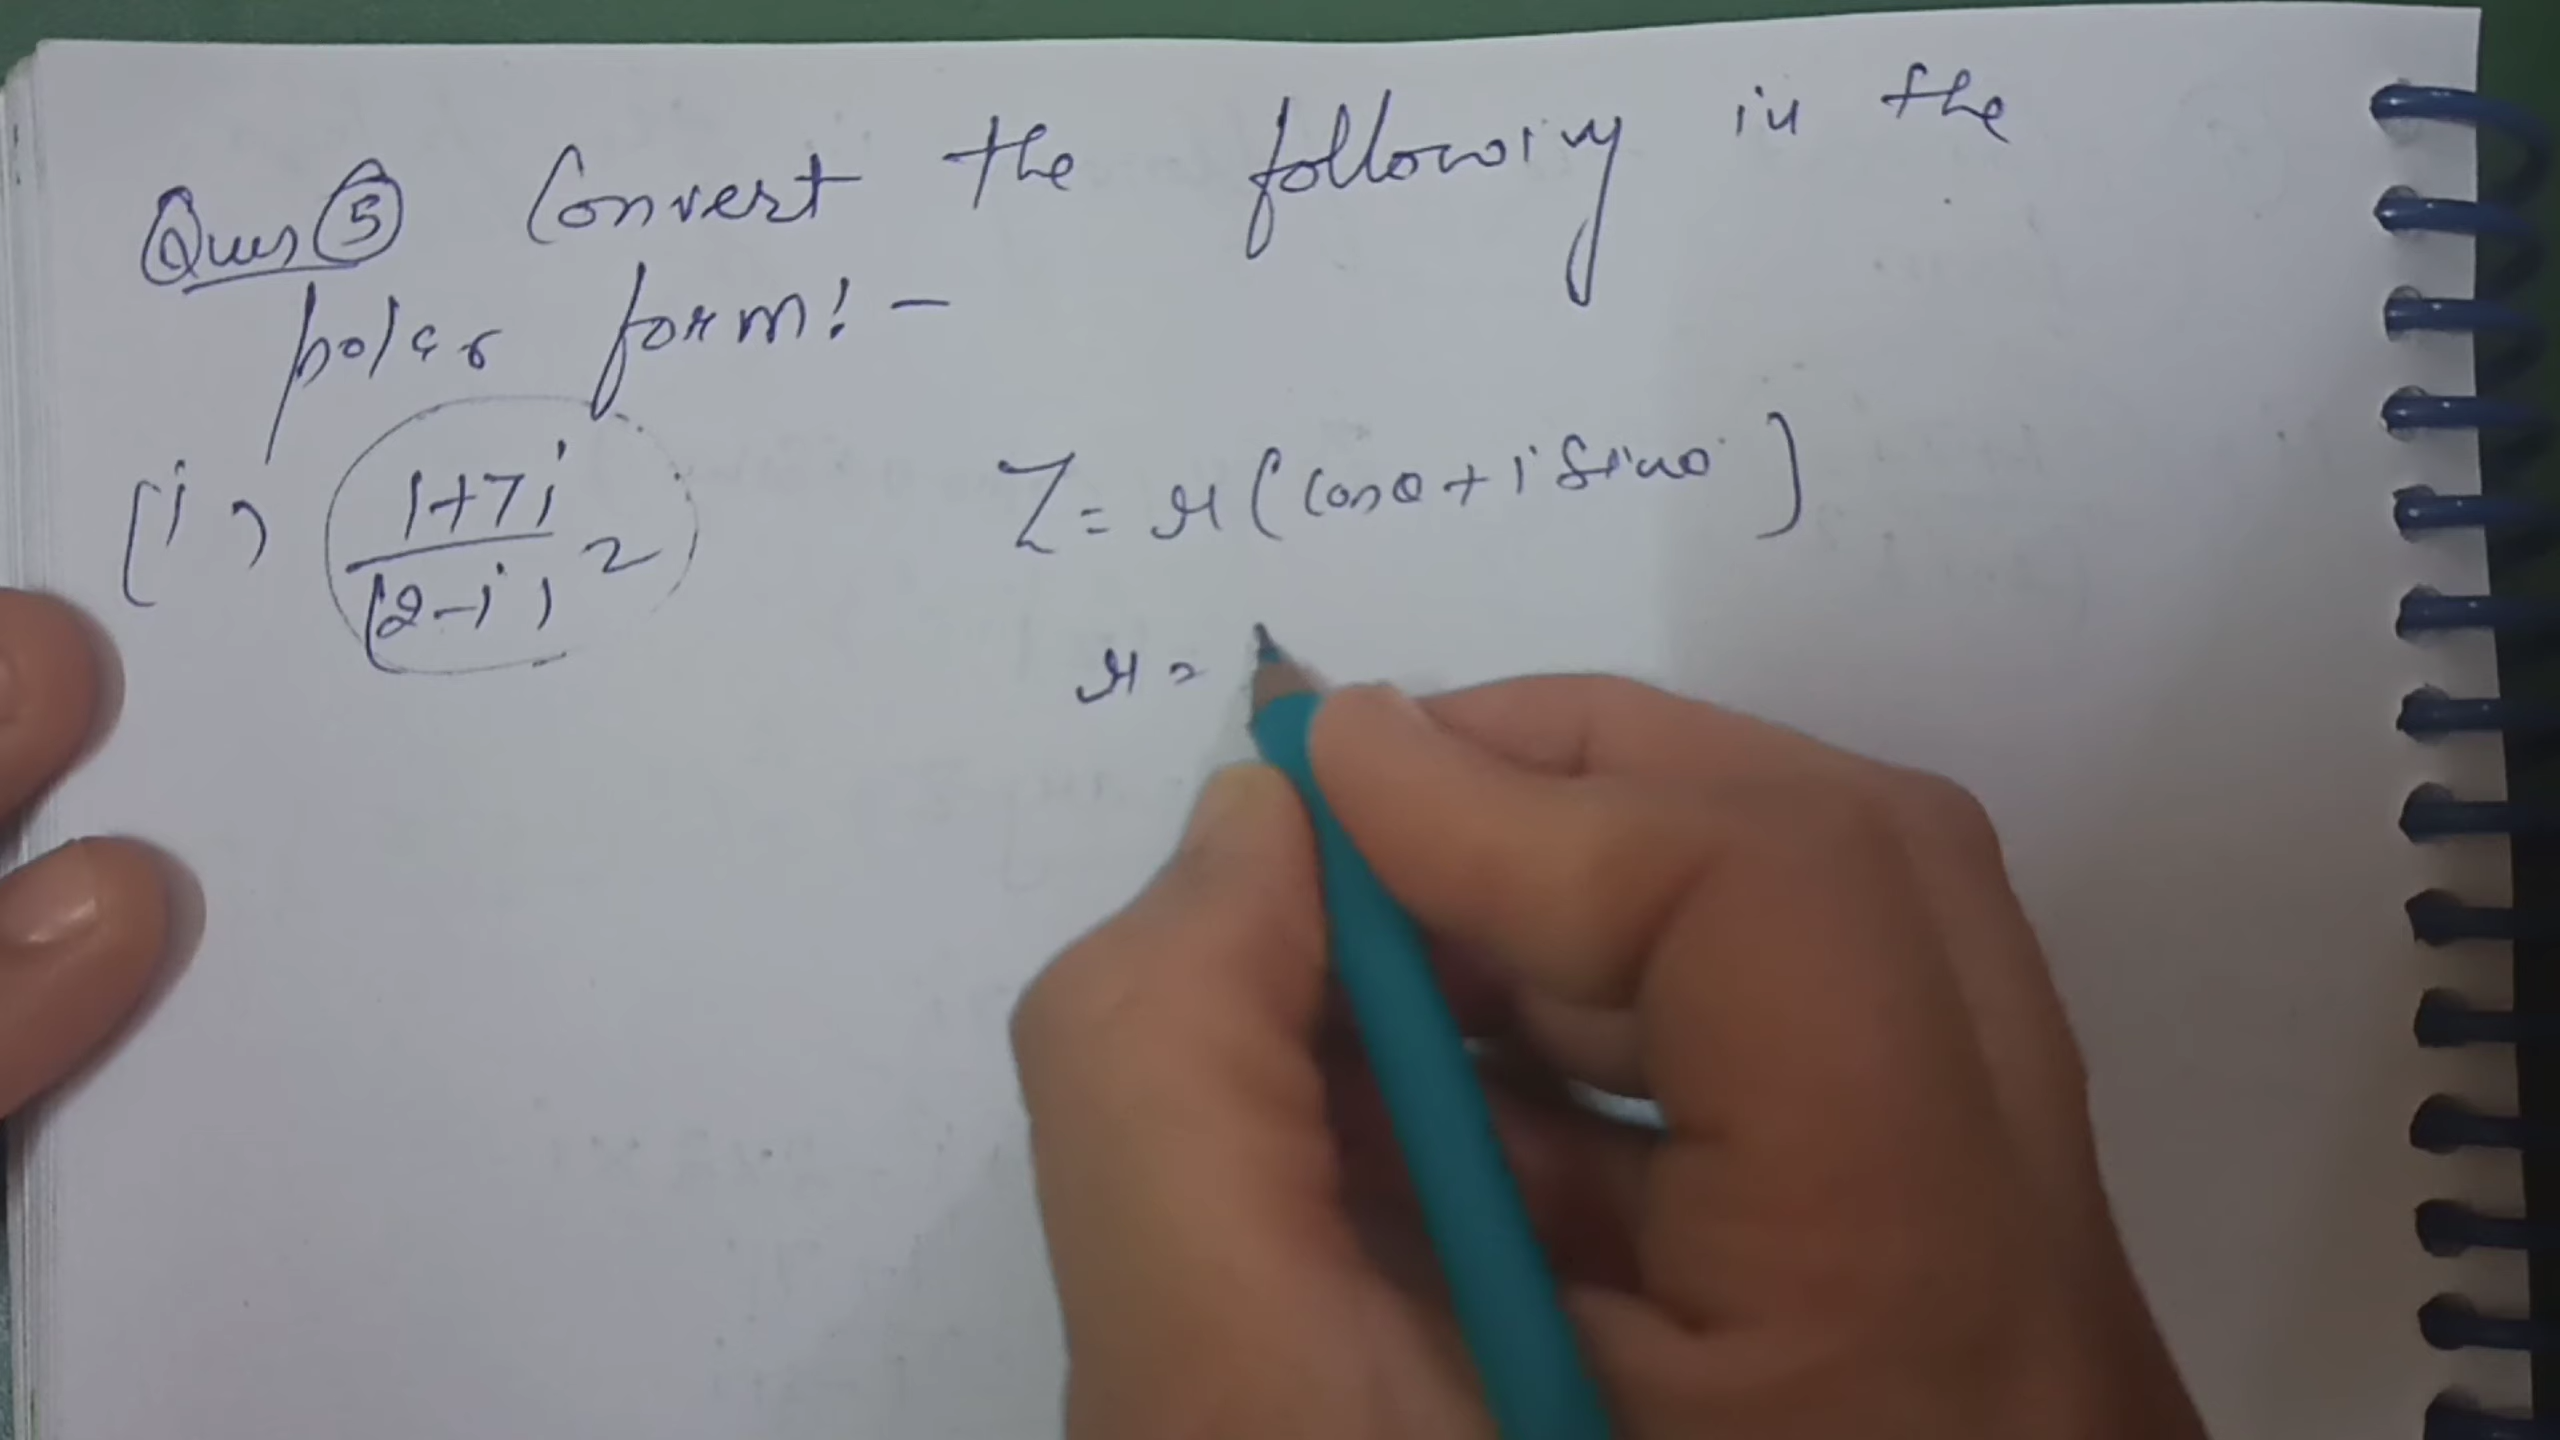 Ques 5 Convert the following in the
polar form: -
(i) 1+7i
(2-i)²
Z = r(cosθ + i sinθ)
r =